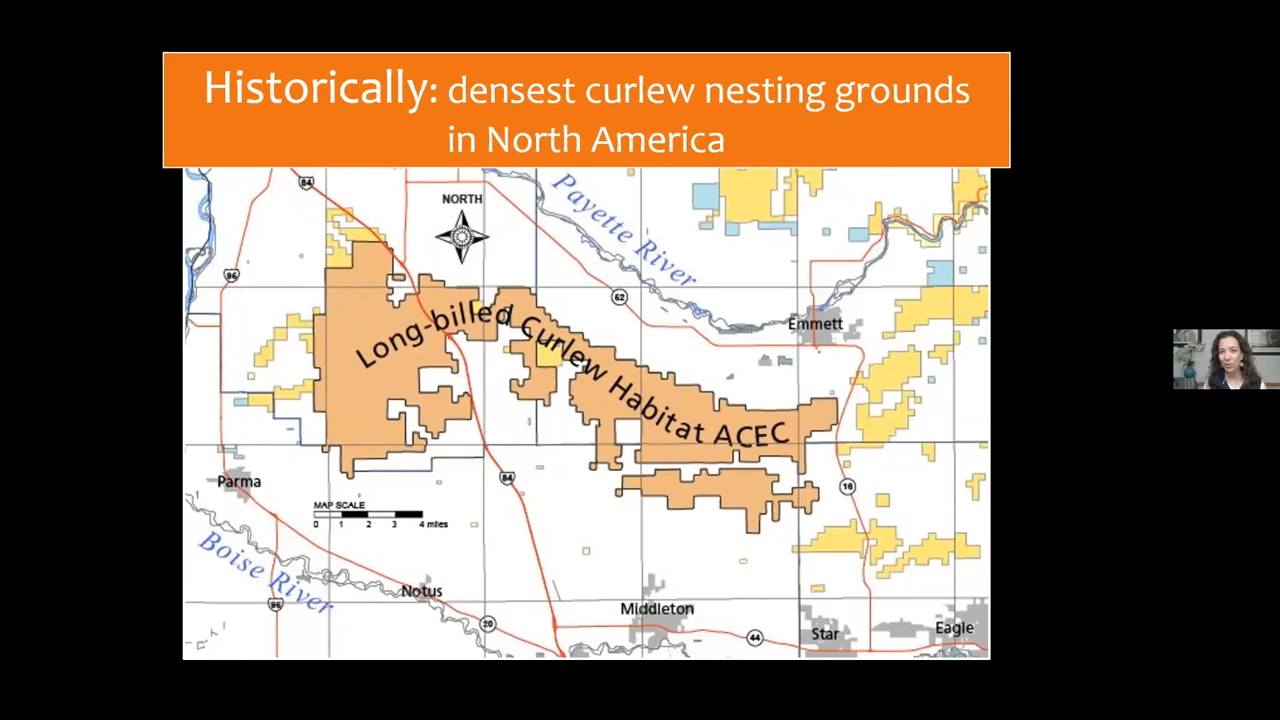 Historically: densest curlew nesting grounds
in North America
84
NORTH
Payette River
95
52
Emmett
Long-billed Curlew Habitat ACEC
16
84
Parma
MAP SCALE
0 1 2 3 4 miles
Boise River
Notus
95
20
Middleton
44
Star
Eagle